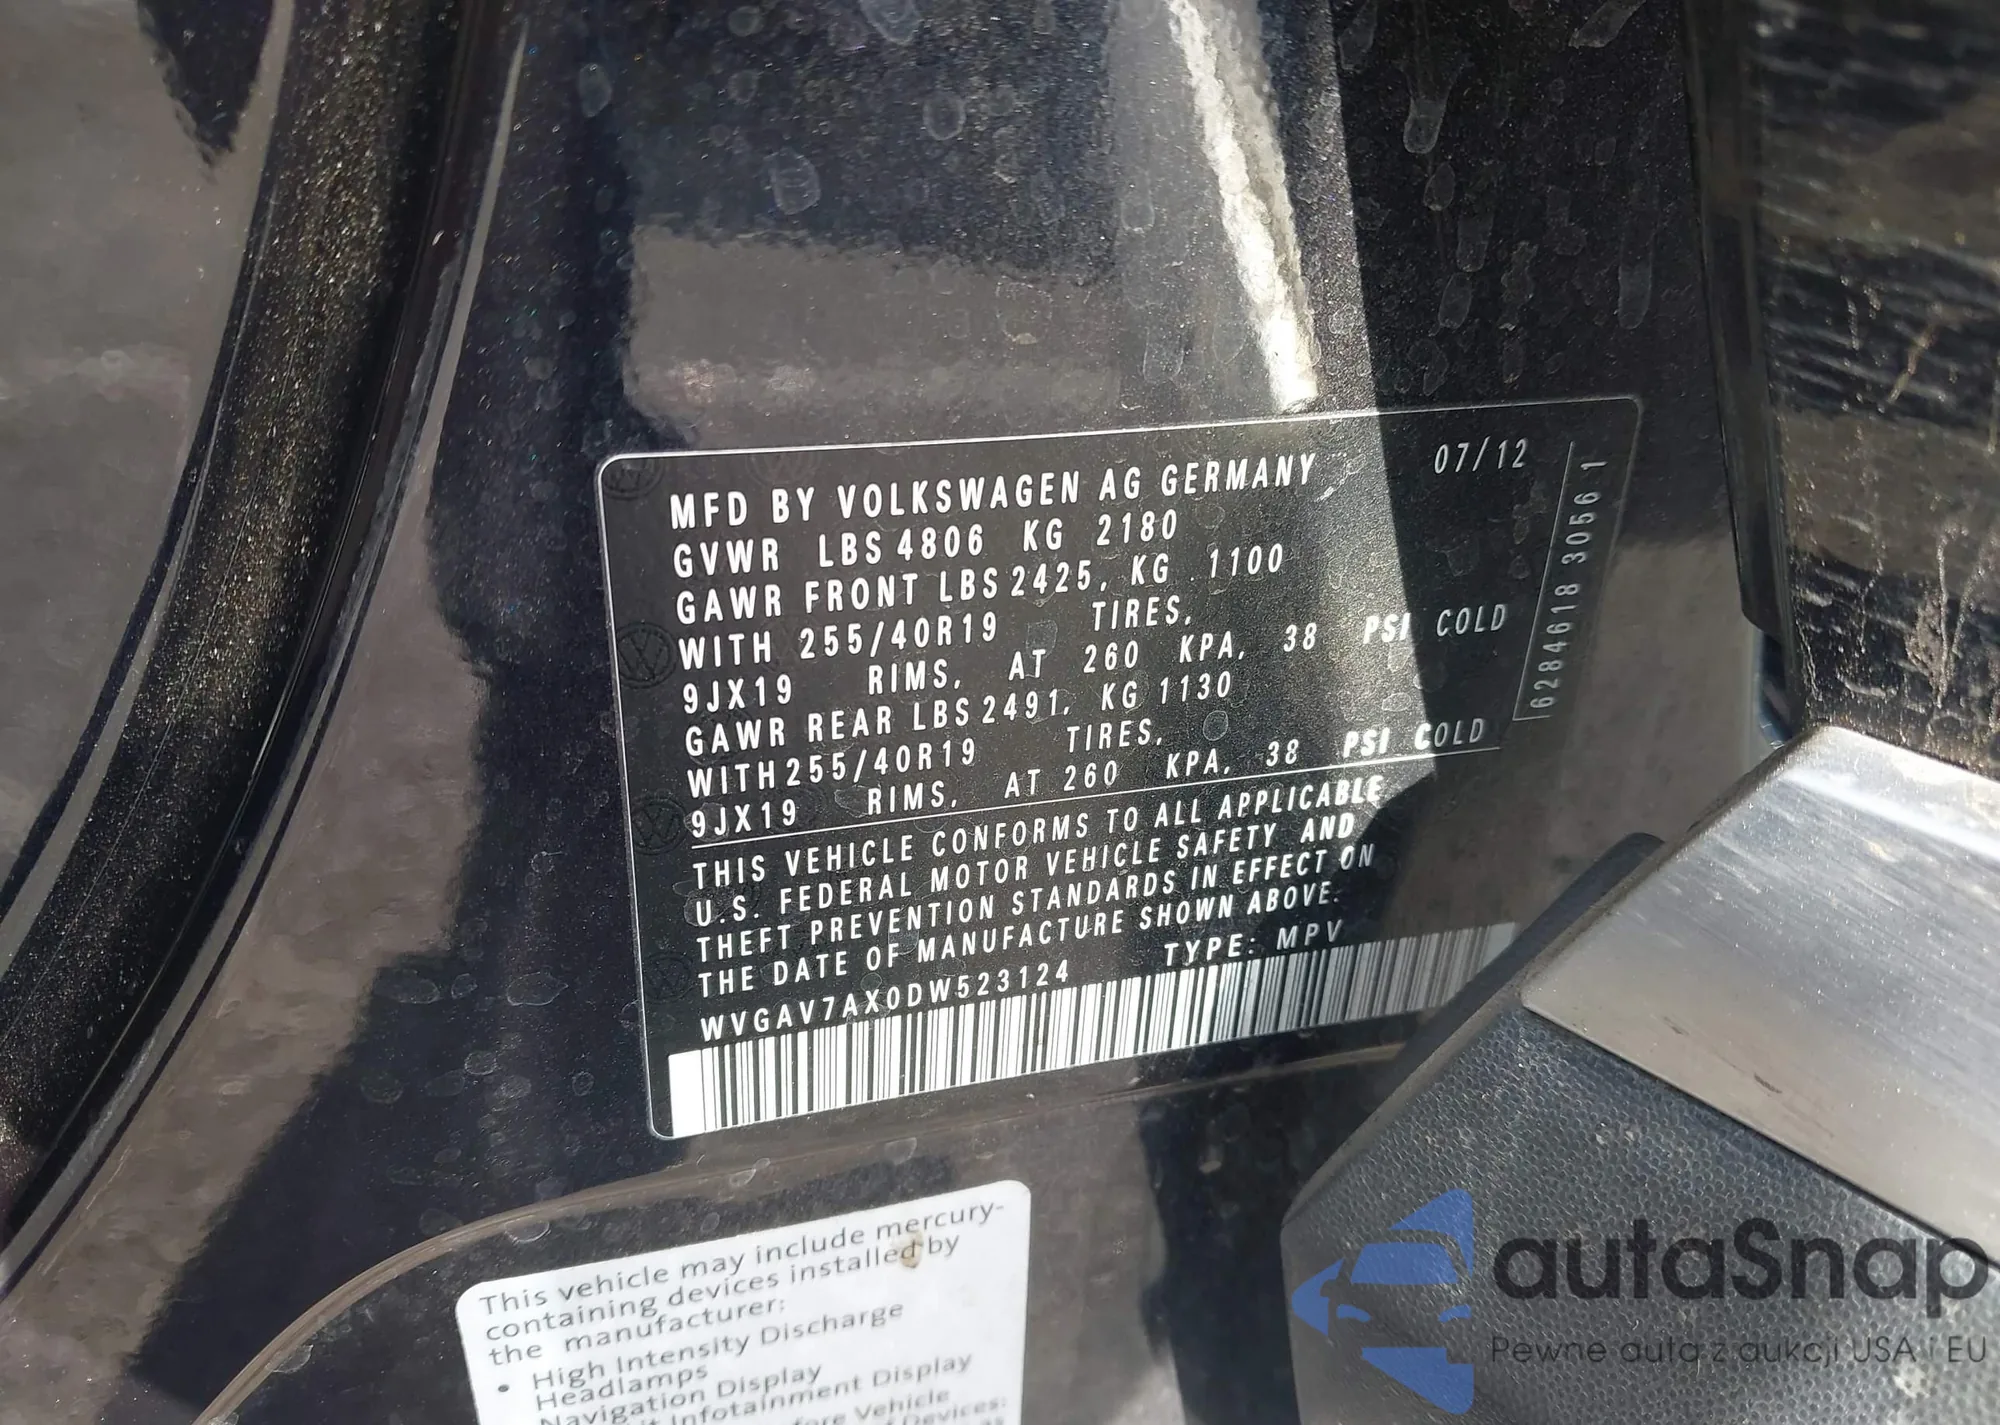 07/12
MFD BY VOLKSWAGEN AG GERMANY
GVWR LBS 4806 KG 2180
GAWR FRONT LBS 2425, KG 1100
WITH 255/40R19 TIRES,
9JX19 RIMS, AT 260 KPA, 38 PSI COLD
GAWR REAR LBS 2491, KG 1130
WITH 255/40R19 TIRES,
9JX19 RIMS, AT 260 KPA, 38 PSI COLD
6284618 3056 1
THIS VEHICLE CONFORMS TO ALL APPLICABLE
U.S. FEDERAL MOTOR VEHICLE SAFETY AND
THEFT PREVENTION STANDARDS IN EFFECT ON
THE DATE OF MANUFACTURE SHOWN ABOVE.
WVGAV7AX0DW523124 TYPE: MPV
This vehicle may include mercury-
containing devices installed by
the manufacturer:
• High Intensity Discharge
Headlamps
Navigation Display
Infotainment Display
Vehicle
Devices:
as
autaSnap
Pewne auta z aukcji USA i EU